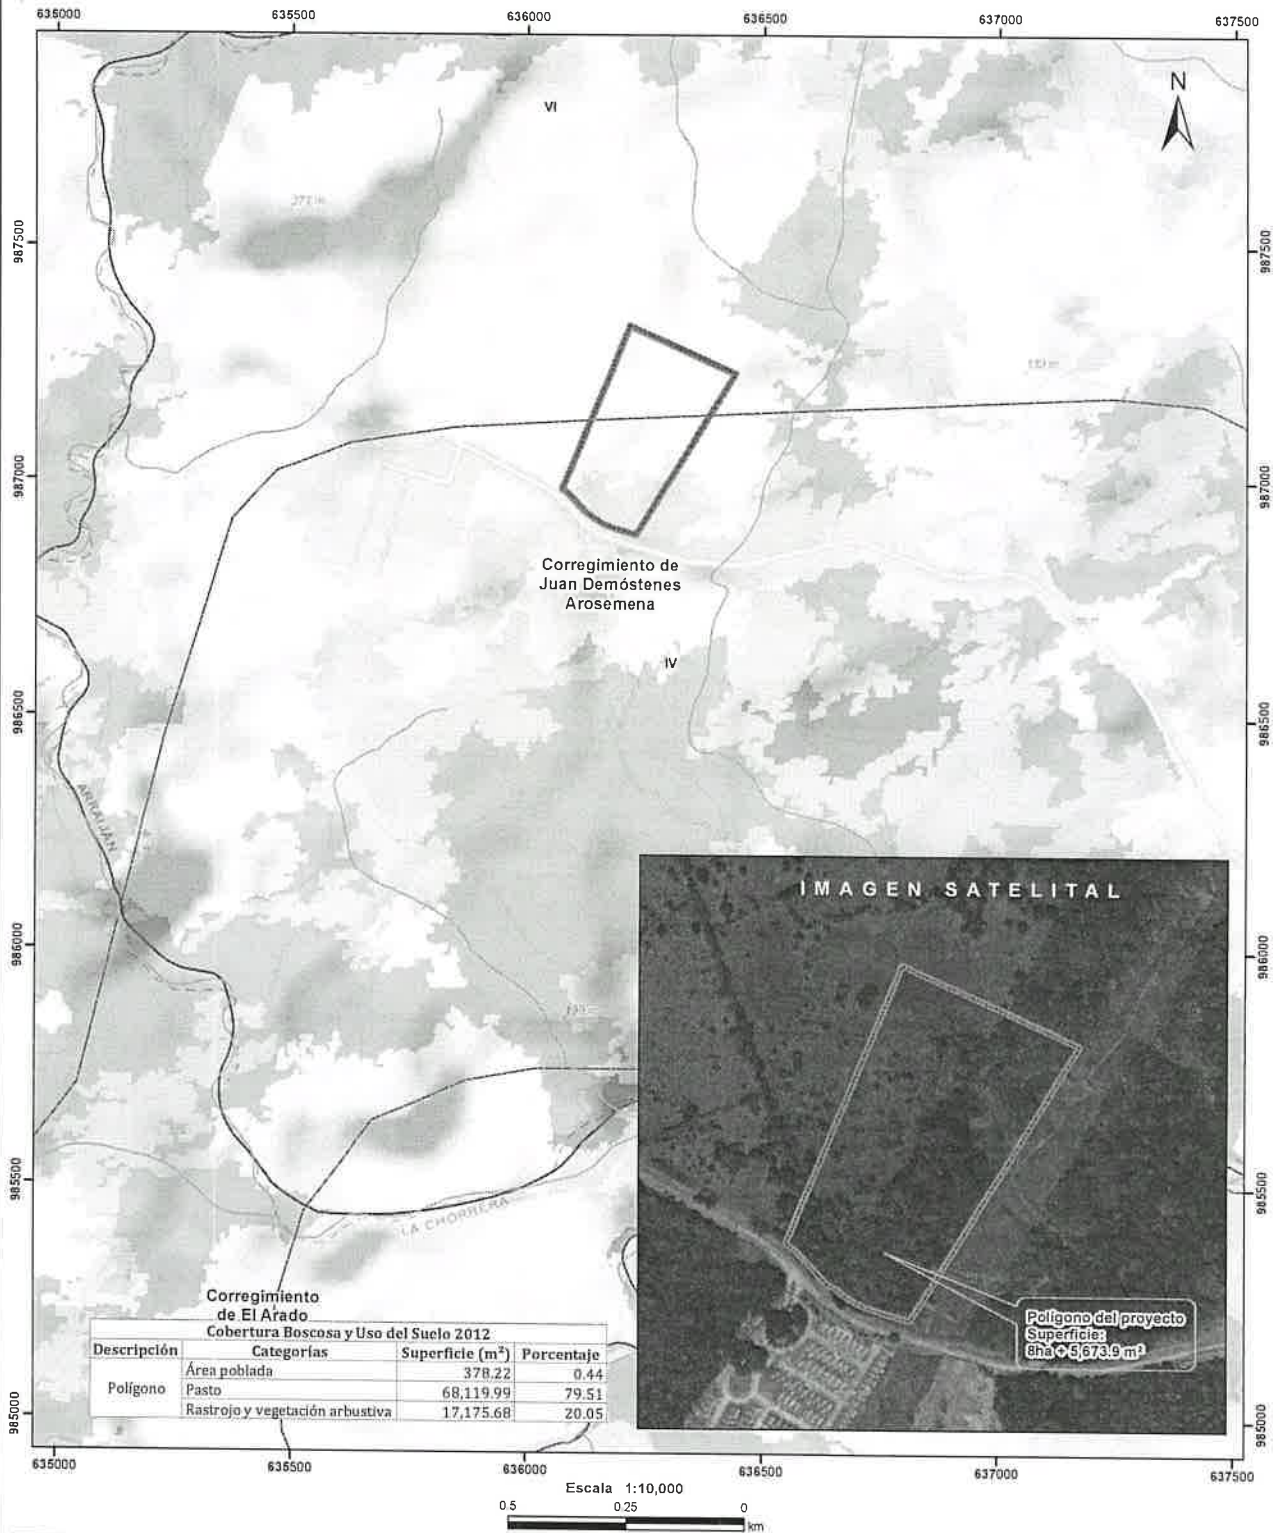 635000 635500 636000 636500 637000 637500
N
VI
277 m
987500 987500
987000 987000
Corregimiento de
Juan Demóstenes
Arosemena
IV
986500 986500
ARRAIJÁN
IMAGEN SATELITAL
986000 986000
985500 985500
LA CHORRERA
Polígono del proyecto
Superficie:
8ha + 5,673.9 m²
Corregimiento
de El Arado
Cobertura Boscosa y Uso del Suelo 2012
Descripción Categorías Superficie (m²) Porcentaje
Polígono
Área poblada 378.22 0.44
Pasto 68,119.99 79.51
Rastrojo y vegetación arbustiva 17,175.68 20.05
985000 985000
635000 635500 636000 636500 637000 637500
Escala 1:10,000
0.5 0.25 0
km